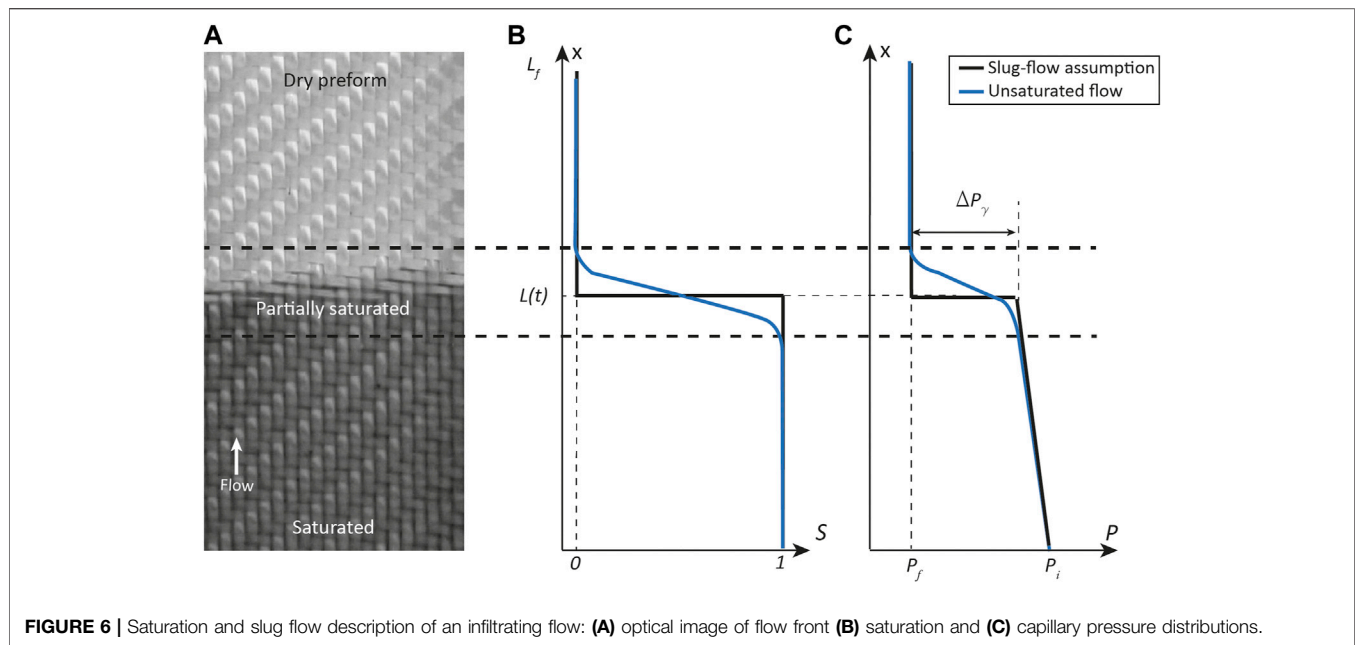 A
B
C
Dry preform
Partially saturated
Flow
Saturated
x
L_f
L(t)
0
1
S
x
Slug-flow assumption
Unsaturated flow
ΔP_γ
P_f
P_i
P
FIGURE 6 | Saturation and slug flow description of an infiltrating flow: (A) optical image of flow front (B) saturation and (C) capillary pressure distributions.